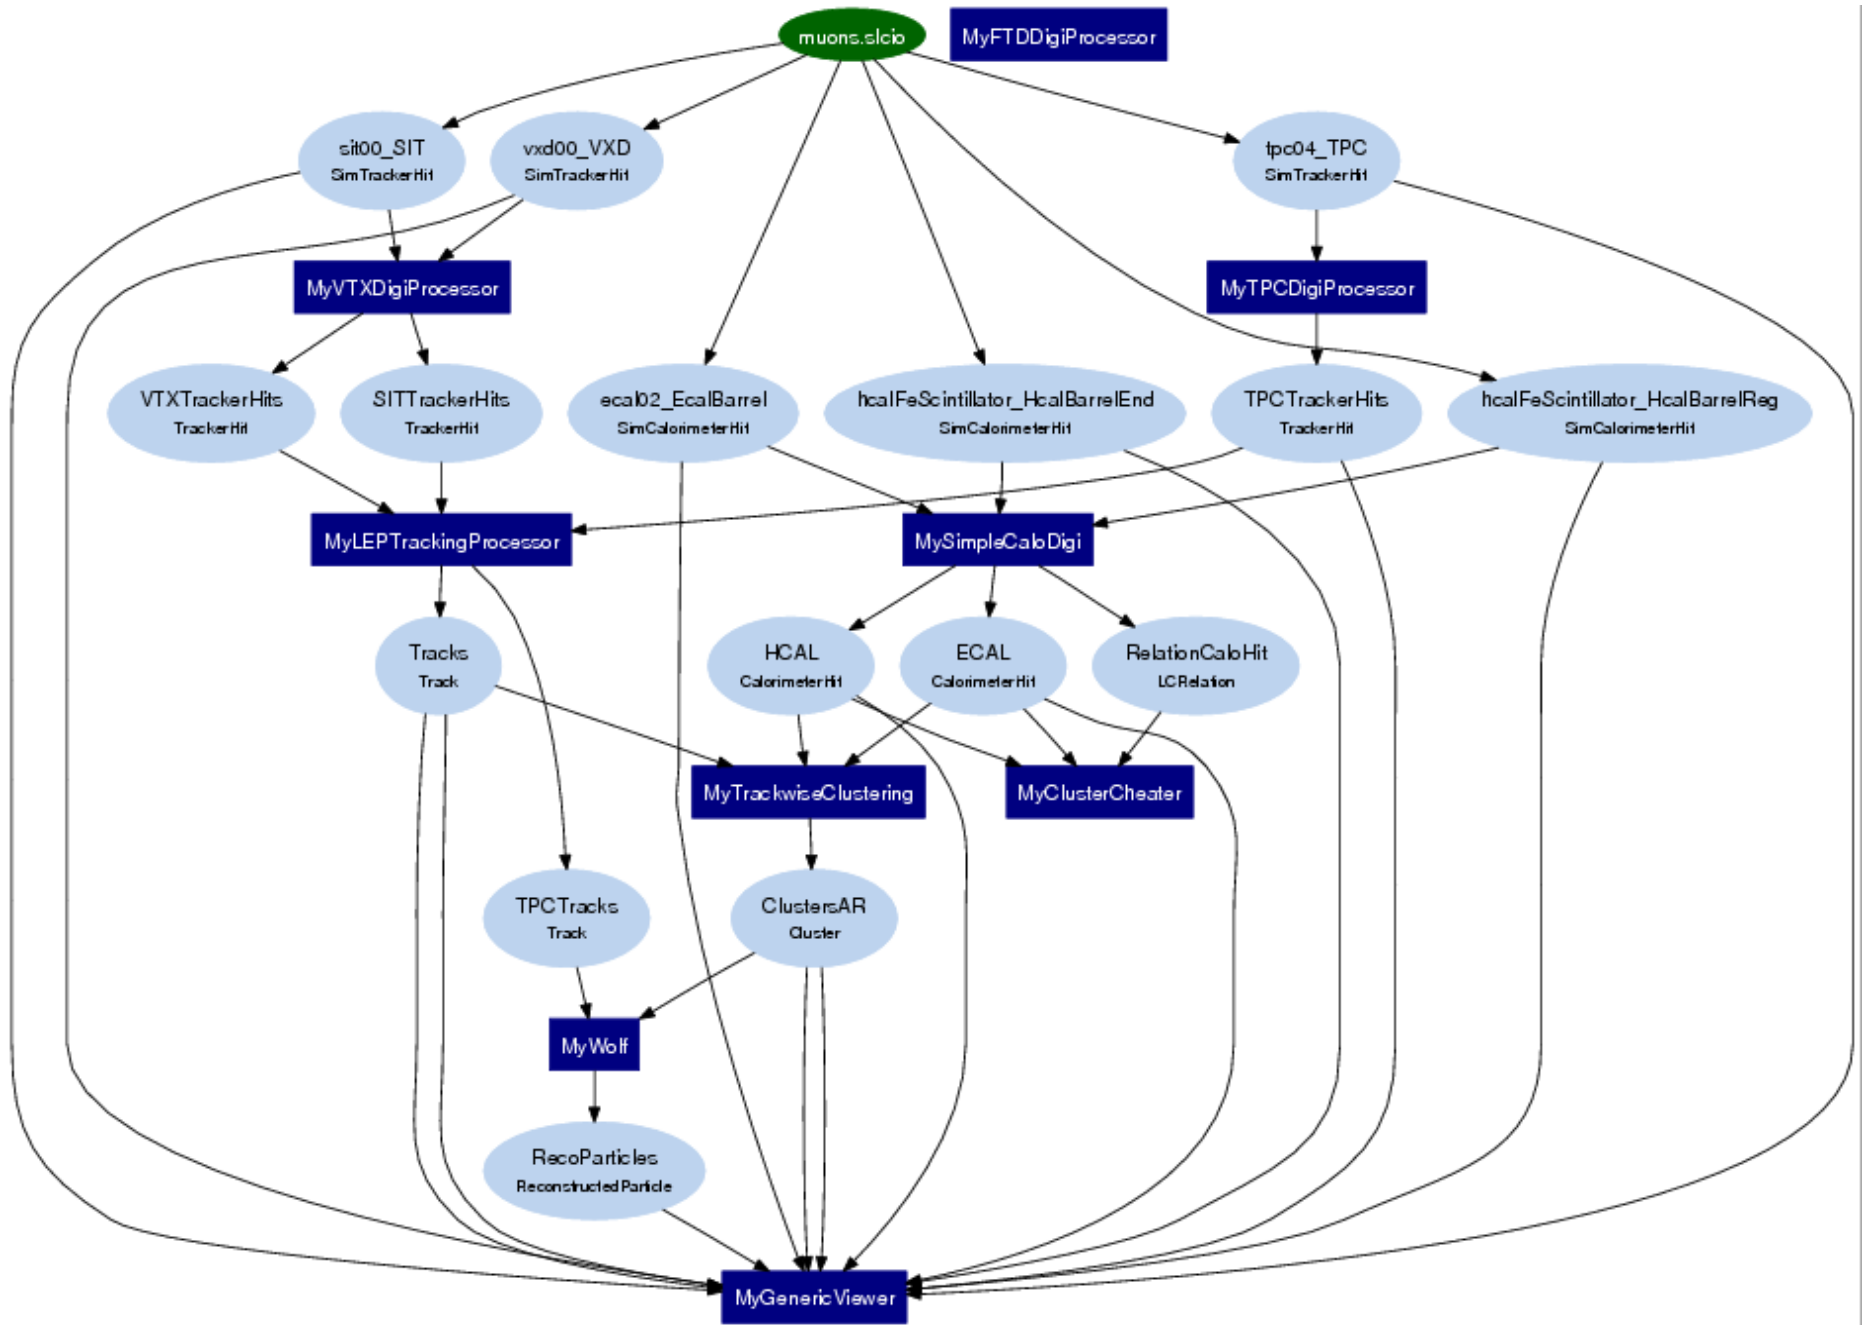 muons.slcio
MyFTDDigiProcessor
sit00_SIT
SimTrackerHit
vxd00_VXD
SimTrackerHit
tpc04_TPC
SimTrackerHit
MyVTXDigiProcessor
MyTPCDigiProcessor
VTXTrackerHits
TrackerHit
SITTrackerHits
TrackerHit
ecal02_EcalBarrel
SimCalorimeterHit
hcalFeScintillator_HcalBarrelEnd
SimCalorimeterHit
TPCTrackerHits
TrackerHit
hcalFeScintillator_HcalBarrelReg
SimCalorimeterHit
MyLEPTrackingProcessor
MySimpleCaloDigi
Tracks
Track
HCAL
CalorimeterHit
ECAL
CalorimeterHit
RelationCaloHit
LCRelation
MyTrackwiseClustering
MyClusterCheater
TPCTracks
Track
ClustersAR
Cluster
MyWolf
RecoParticles
ReconstructedParticle
MyGenericViewer